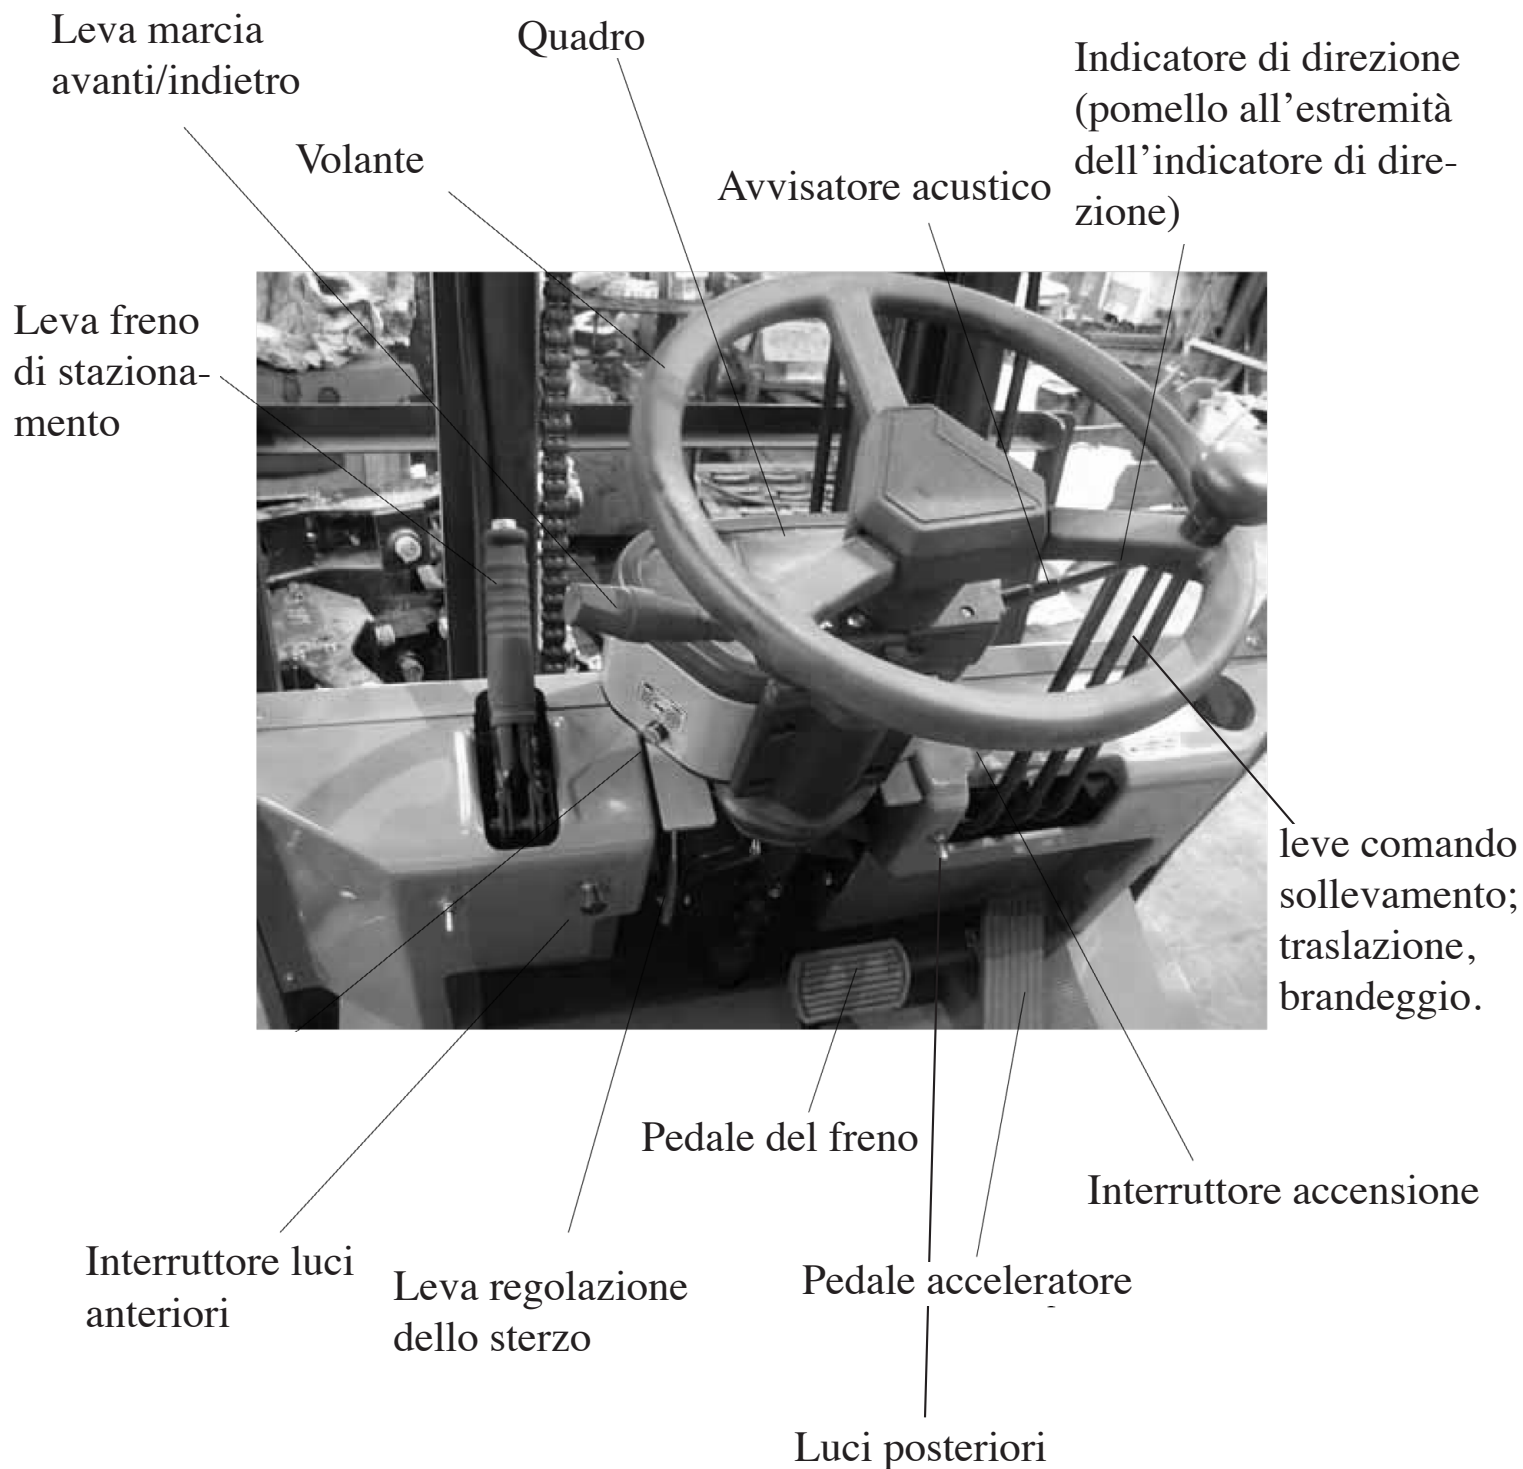 Leva marcia
avanti/indietro
Quadro
Indicatore di direzione
(pomello all’estremità
dell’indicatore di dire-
zione)
Volante
Avvisatore acustico
Leva freno
di staziona-
mento
leve comando
sollevamento;
traslazione,
brandeggio.
Pedale del freno
Interruttore accensione
Interruttore luci
anteriori
Leva regolazione
dello sterzo
Pedale acceleratore
Luci posteriori